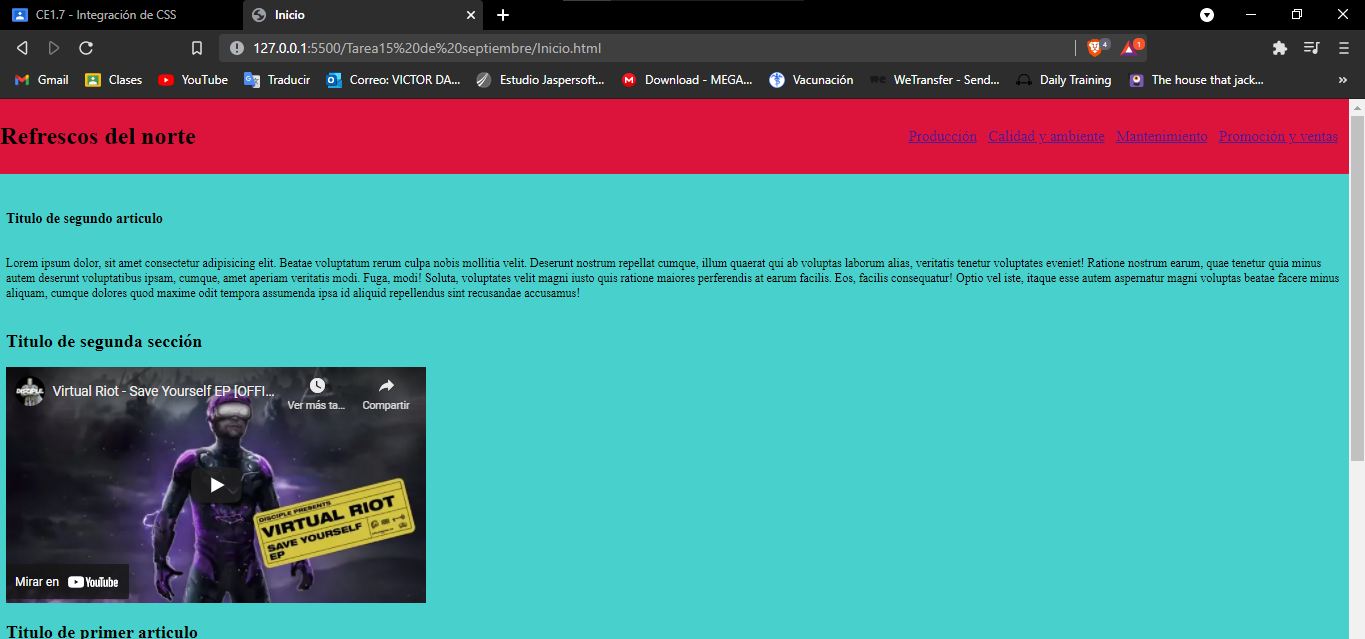 CE1.7 - Integración de CSS
Inicio
127.0.0.1:5500/Tarea15%20de%20septiembre/Inicio.html
4
1
Gmail
Clases
YouTube
Traducir
Correo: VICTOR DA...
Estudio Jaspersoft...
Download - MEGA...
Vacunación
WeTransfer - Send...
Daily Training
The house that jack...
Refrescos del norte
Producción Calidad y ambiente Mantenimiento Promoción y ventas
Titulo de segundo articulo
Lorem ipsum dolor, sit amet consectetur adipisicing elit. Beatae voluptatum rerum culpa nobis mollitia velit. Deserunt nostrum repellat cumque, illum quaerat qui ab voluptas laborum alias, veritatis tenetur voluptates eveniet! Ratione nostrum earum, quae tenetur quia minus
autem deserunt voluptatibus ipsam, cumque, amet aperiam veritatis modi. Fuga, modi! Soluta, voluptates velit magni iusto quis ratione maiores perferendis at earum facilis. Eos, facilis consequatur! Optio vel iste, itaque esse autem aspernatur magni voluptas beatae facere minus
aliquam, cumque dolores quod maxime odit tempora assumenda ipsa id aliquid repellendus sint recusandae accusamus!
Titulo de segunda sección
DISCIPLE
Virtual Riot - Save Yourself EP [OFFI...
Ver más ta...
Compartir
DISCIPLE PRESENTS
VIRTUAL RIOT
SAVE YOURSELF
EP
Mirar en YouTube
Titulo de primer articulo